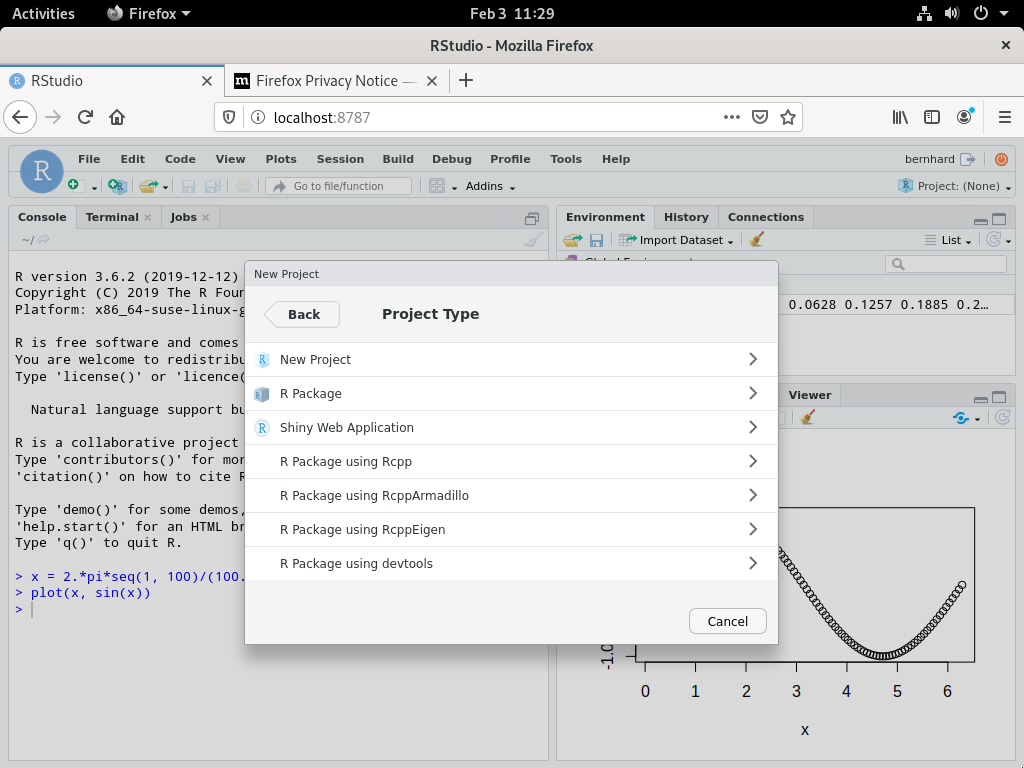 Activities
Firefox
Feb 3 11:29
RStudio - Mozilla Firefox
RStudio
Firefox Privacy Notice —
localhost:8787
File Edit Code View Plots Session Build Debug Profile Tools Help
bernhard
Go to file/function
Addins
Project: (None)
Console Terminal Jobs
~/
R version 3.6.2 (2019-12-12)
Copyright (C) 2019 The R Foun
Platform: x86_64-suse-linux-g
R is free software and comes
You are welcome to redistribu
Type 'license()' or 'licence(
Natural language support bu
R is a collaborative project
Type 'contributors()' for mor
'citation()' on how to cite R
Type 'demo()' for some demos,
'help.start()' for an HTML br
Type 'q()' to quit R.
> x = 2.*pi*seq(1, 100)/(100.
> plot(x, sin(x))
>
Environment History Connections
Import Dataset
List
0.0628 0.1257 0.1885 0.2…
Viewer
-1.0
0 1 2 3 4 5 6
x
New Project
Back
Project Type
New Project
R Package
Shiny Web Application
R Package using Rcpp
R Package using RcppArmadillo
R Package using RcppEigen
R Package using devtools
Cancel